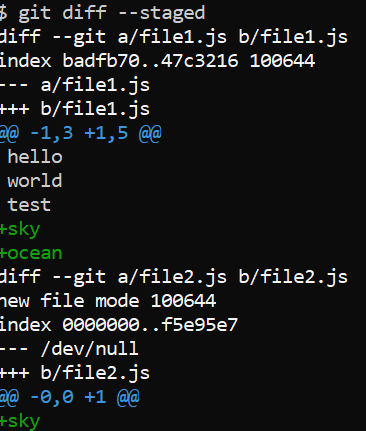 $ git diff --staged
diff --git a/file1.js b/file1.js
index badfb70..47c3216 100644
--- a/file1.js
+++ b/file1.js
@@ -1,3 +1,5 @@
 hello
 world
 test
+sky
+ocean
diff --git a/file2.js b/file2.js
new file mode 100644
index 0000000..f5e95e7
--- /dev/null
+++ b/file2.js
@@ -0,0 +1 @@
+sky